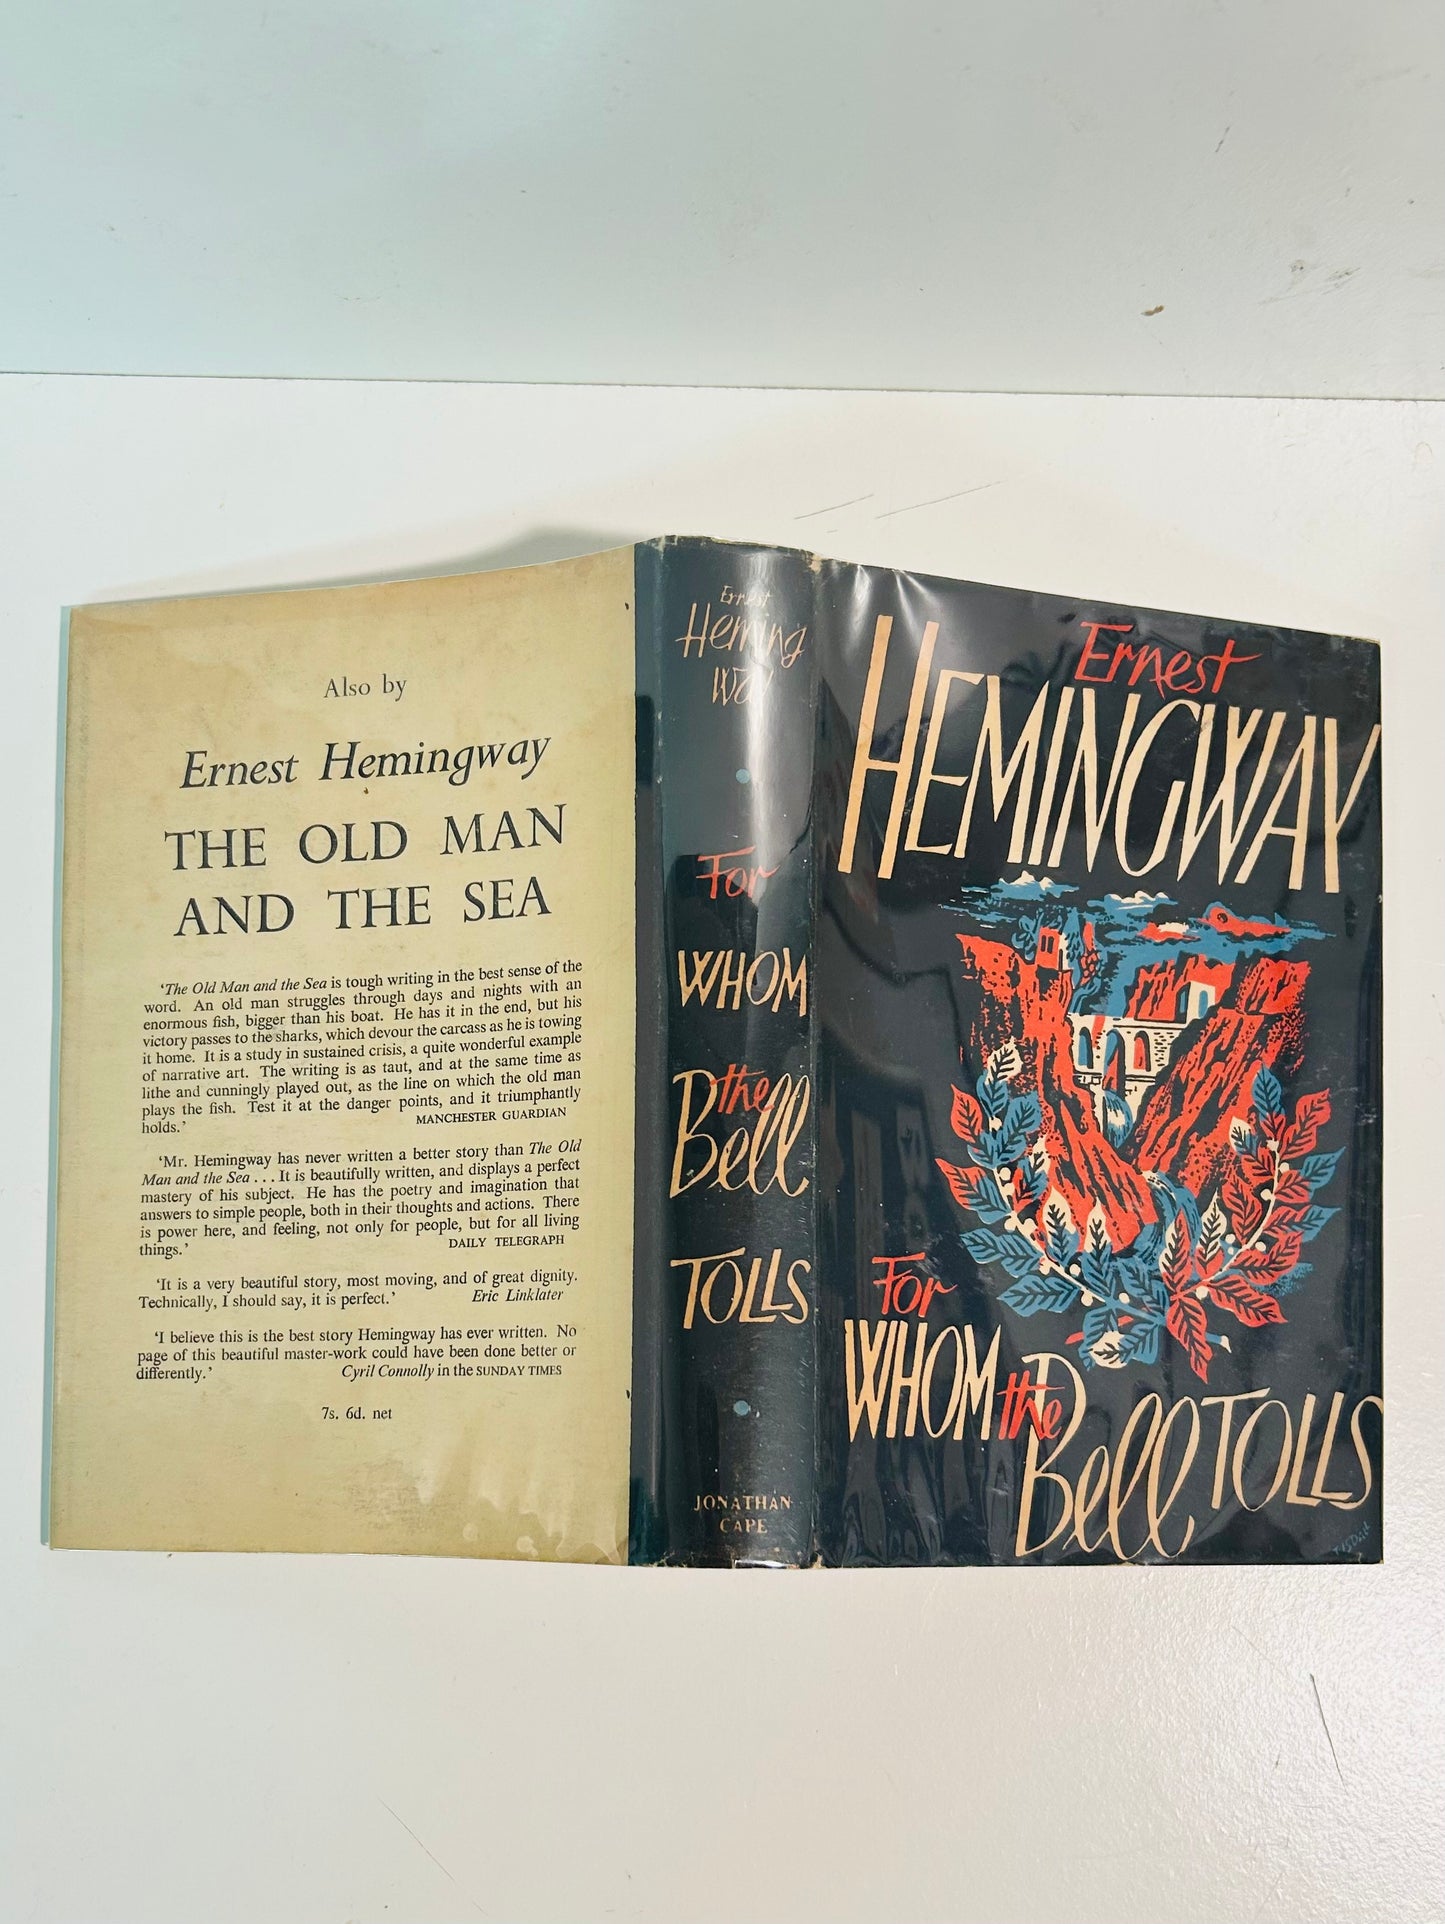 Also by
Ernest Hemingway
THE OLD MAN
AND THE SEA
‘The Old Man and the Sea is tough writing in the best sense of the
word. An old man struggles through days and nights with an
enormous fish, bigger than his boat. He has it in the end, but his
victory passes to the sharks, which devour the carcass as he is towing
it home. It is a study in sustained crisis, a quite wonderful example
of narrative art. The writing is as taut, and at the same time as
lithe and cunningly played out, as the line on which the old man
plays the fish. Test it at the danger points, and it triumphantly
holds.’ MANCHESTER GUARDIAN
‘Mr. Hemingway has never written a better story than The Old
Man and the Sea . . . It is beautifully written, and displays a perfect
mastery of his subject. He has the poetry and imagination that
answers to simple people, both in their thoughts and actions. There
is power here, and feeling, not only for people, but for all living
things.’ DAILY TELEGRAPH
‘It is a very beautiful story, most moving, and of great dignity.
Technically, I should say, it is perfect.’ Eric Linklater
‘I believe this is the best story Hemingway has ever written. No
page of this beautiful master-work could have been done better or
differently.’ Cyril Connolly in the SUNDAY TIMES
7s. 6d. net
Ernest
Heming
Way
For
WHOM
the
Bell
TOLLS
JONATHAN
CAPE
Ernest
HEMINGWAY
For
WHOM the
Bell TOLLS